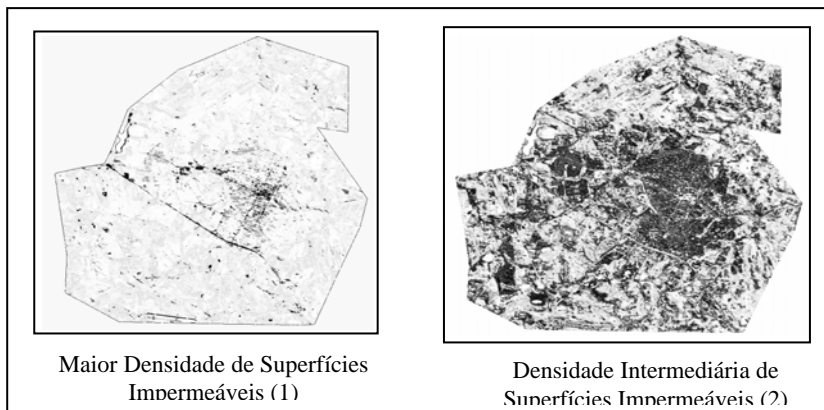 Maior Densidade de Superfícies
Impermeáveis (1)
Densidade Intermediária de
Superfícies Impermeáveis (2)